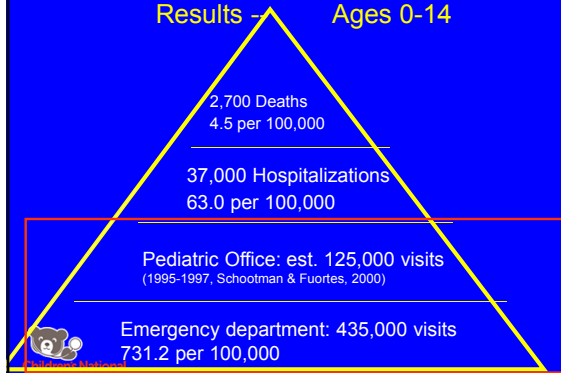 Results -- Ages 0-14
2,700 Deaths
4.5 per 100,000
37,000 Hospitalizations
63.0 per 100,000
Pediatric Office: est. 125,000 visits
(1995-1997, Schootman & Fuortes, 2000)
Emergency department: 435,000 visits
731.2 per 100,000
Children's National